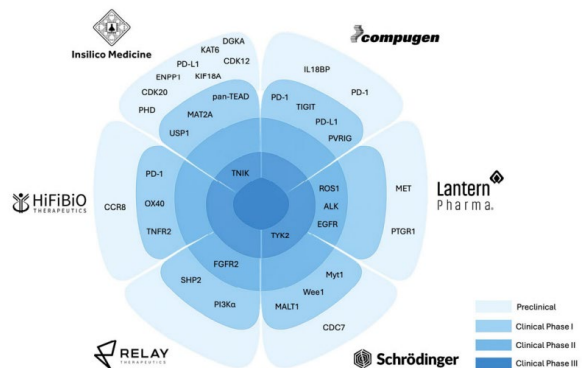 Insilico Medicine
DGKA
KAT6
CDK12
PD-L1
ENPP1
KIF18A
CDK20
PHD
pan-TEAD
MAT2A
USP1
TNIK
compugen
IL18BP
PD-1
PD-1
TIGIT
PD-L1
PVRIG
HiFiBiO
THERAPEUTICS
CCR8
PD-1
OX40
TNFR2
Lantern
Pharma.
MET
PTGR1
ROS1
ALK
EGFR
TYK2
RELAY
THERAPEUTICS
FGFR2
SHP2
PI3Kα
Schrödinger
Myt1
Wee1
MALT1
CDC7
Preclinical
Clinical Phase I
Clinical Phase II
Clinical Phase III